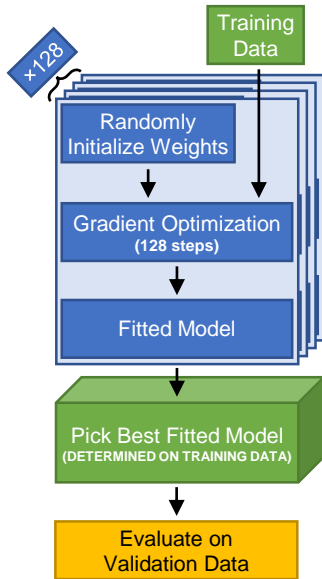 Training
Data
×128
Randomly
Initialize Weights
Gradient Optimization
(128 steps)
Fitted Model
Pick Best Fitted Model
(DETERMINED ON TRAINING DATA)
Evaluate on
Validation Data